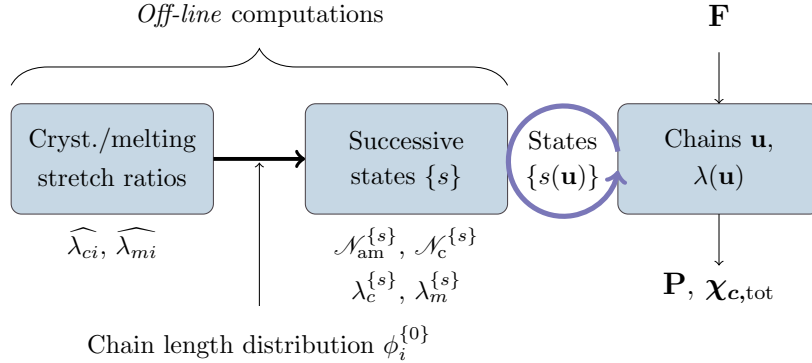 Off-line computations
F
Cryst./melting
stretch ratios
Successive
states {s}
States
{s(u)}
Chains u,
λ(u)
$\widehat{\lambda_{ci}}$, $\widehat{\lambda_{mi}}$
$\mathscr{N}_{\mathrm{am}}^{\{s\}}$, $\mathscr{N}_{\mathrm{c}}^{\{s\}}$
$\lambda_c^{\{s\}}$, $\lambda_m^{\{s\}}$
P, $\boldsymbol{\chi}_{\boldsymbol{c},\mathrm{tot}}$
Chain length distribution $\phi_i^{\{0\}}$